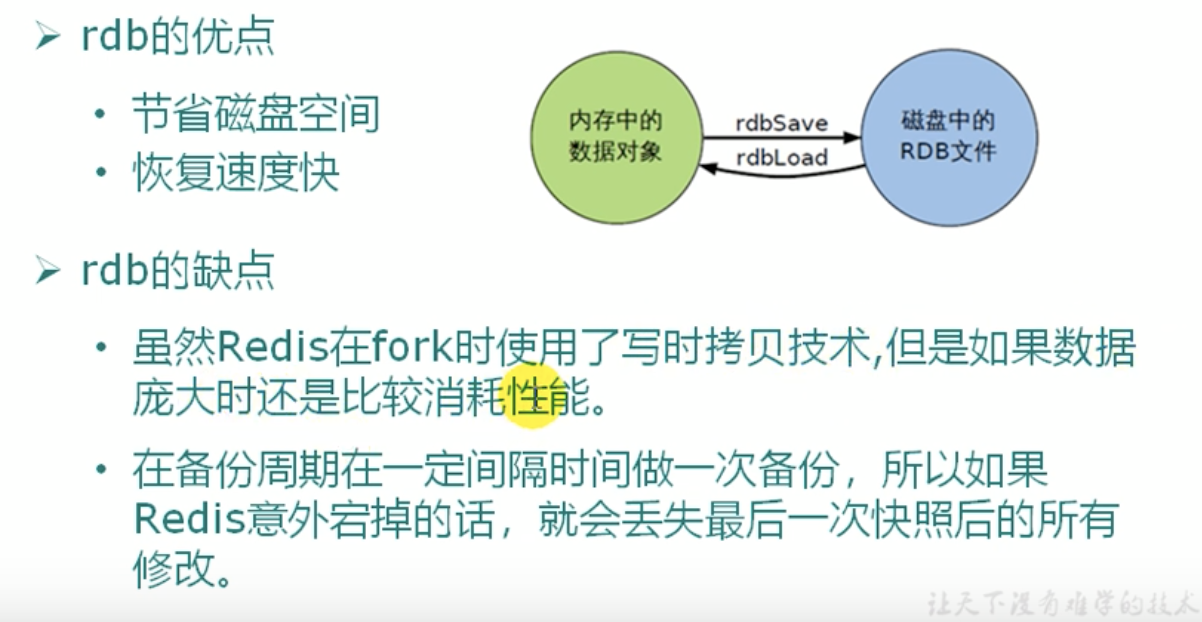 rdb的优点
节省磁盘空间
恢复速度快
内存中的
数据对象
rdbSave
rdbLoad
磁盘中的
RDB文件
rdb的缺点
虽然Redis在fork时使用了写时拷贝技术,但是如果数据
庞大时还是比较消耗性能。
在备份周期在一定间隔时间做一次备份，所以如果
Redis意外宕掉的话，就会丢失最后一次快照后的所有
修改。
让天下没有难学的技术